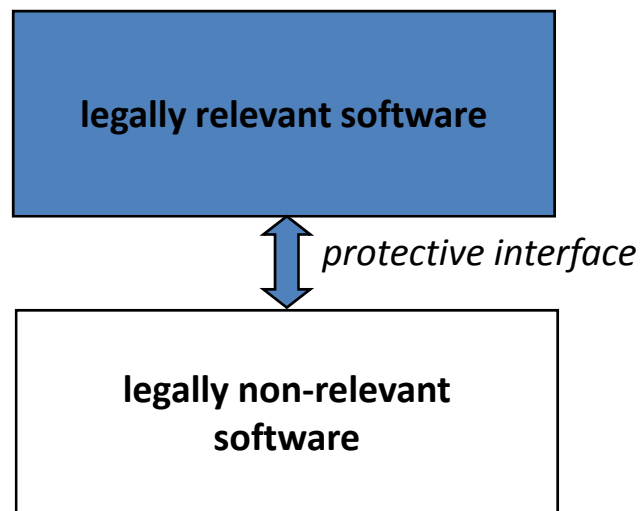 legally relevant software
protective interface
legally non-relevant
software